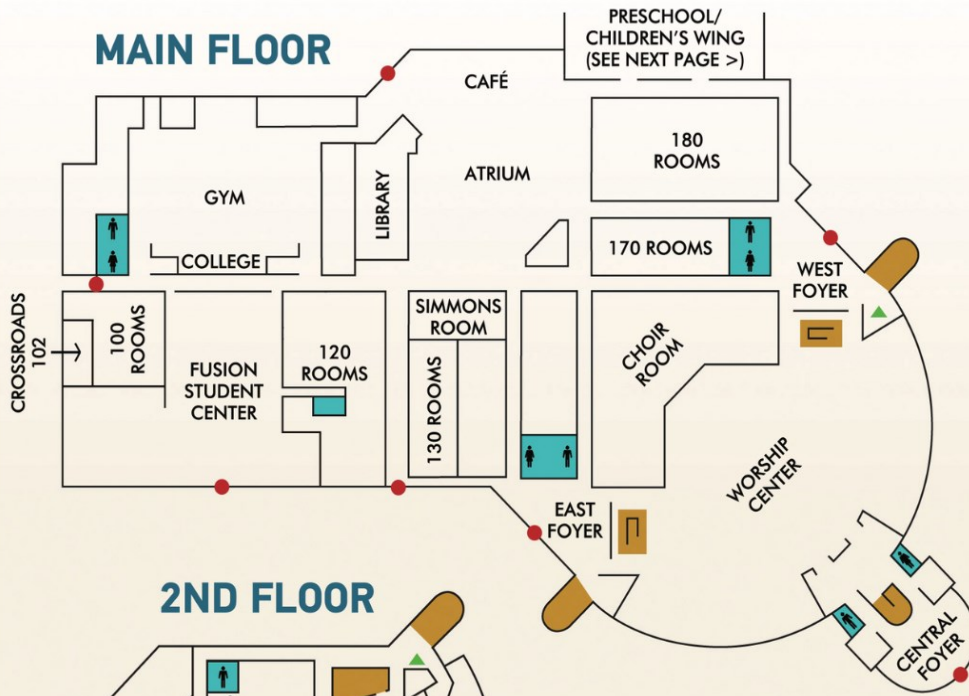 MAIN FLOOR
PRESCHOOL/
CHILDREN'S WING
(SEE NEXT PAGE >)
CAFÉ
180
ROOMS
ATRIUM
GYM
LIBRARY
170 ROOMS
COLLEGE
WEST
FOYER
CROSSROADS
102
100
ROOMS
FUSION
STUDENT
CENTER
120
ROOMS
SIMMONS
ROOM
130 ROOMS
CHOIR
ROOM
WORSHIP
CENTER
EAST
FOYER
CENTRAL
FOYER
2ND FLOOR